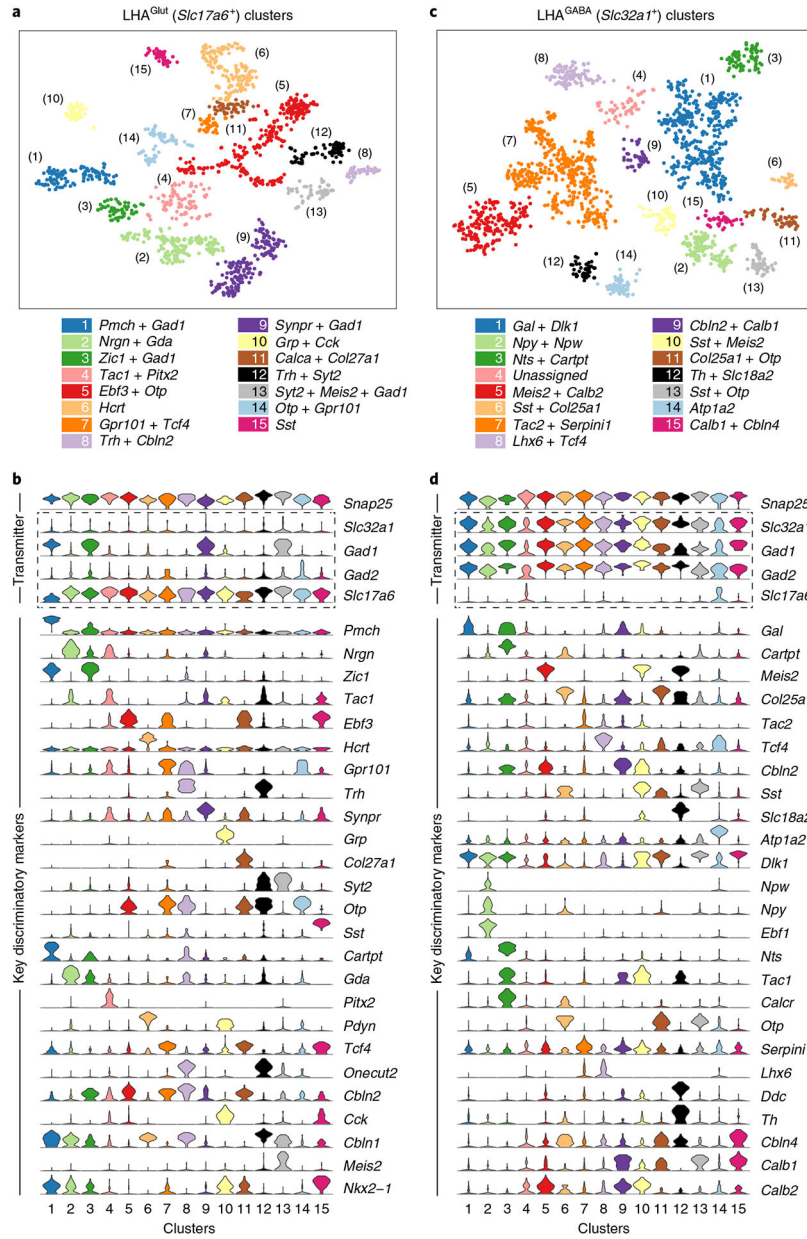 a
LHAGlut (Slc17a6+) clusters
(15)
(6)
(5)
(10)
(7)
(14)
(11)
(12)
(1)
(8)
(4)
(3)
(13)
(2)
(9)
1 Pmch + Gad1
2 Nrgn + Gda
3 Zic1 + Gad1
4 Tac1 + Pitx2
5 Ebf3 + Otp
6 Hcrt
7 Gpr101 + Tcf4
8 Trh + Cbln2
9 Synpr + Gad1
10 Grp + Cck
11 Calca + Col27a1
12 Trh + Syt2
13 Syt2 + Meis2 + Gad1
14 Otp + Gpr101
15 Sst
c
LHAGABA (Slc32a1+) clusters
(8)
(3)
(1)
(4)
(7)
(9)
(6)
(5)
(10)
(15)
(11)
(12)
(14)
(2)
(13)
1 Gal + Dlk1
2 Npy + Npw
3 Nts + Cartpt
4 Unassigned
5 Meis2 + Calb2
6 Sst + Col25a1
7 Tac2 + Serpini1
8 Lhx6 + Tcf4
9 Cbln2 + Calb1
10 Sst + Meis2
11 Col25a1 + Otp
12 Th + Slc18a2
13 Sst + Otp
14 Atp1a2
15 Calb1 + Cbln4
b
Transmitter
Snap25
Slc32a1
Gad1
Gad2
Slc17a6
Key discriminatory markers
Pmch
Nrgn
Zic1
Tac1
Ebf3
Hcrt
Gpr101
Trh
Synpr
Grp
Col27a1
Syt2
Otp
Sst
Cartpt
Gda
Pitx2
Pdyn
Tcf4
Onecut2
Cbln2
Cck
Cbln1
Meis2
Nkx2−1
1 2 3 4 5 6 7 8 9 10 11 12 13 14 15
Clusters
d
Transmitter
Snap25
Slc32a1
Gad1
Gad2
Slc17a6
Key discriminatory markers
Gal
Cartpt
Meis2
Col25a
Tac2
Tcf4
Cbln2
Sst
Slc18a2
Atp1a2
Dlk1
Npw
Npy
Ebf1
Nts
Tac1
Calcr
Otp
Serpini
Lhx6
Ddc
Th
Cbln4
Calb1
Calb2
1 2 3 4 5 6 7 8 9 10 11 12 13 14 15
Clusters